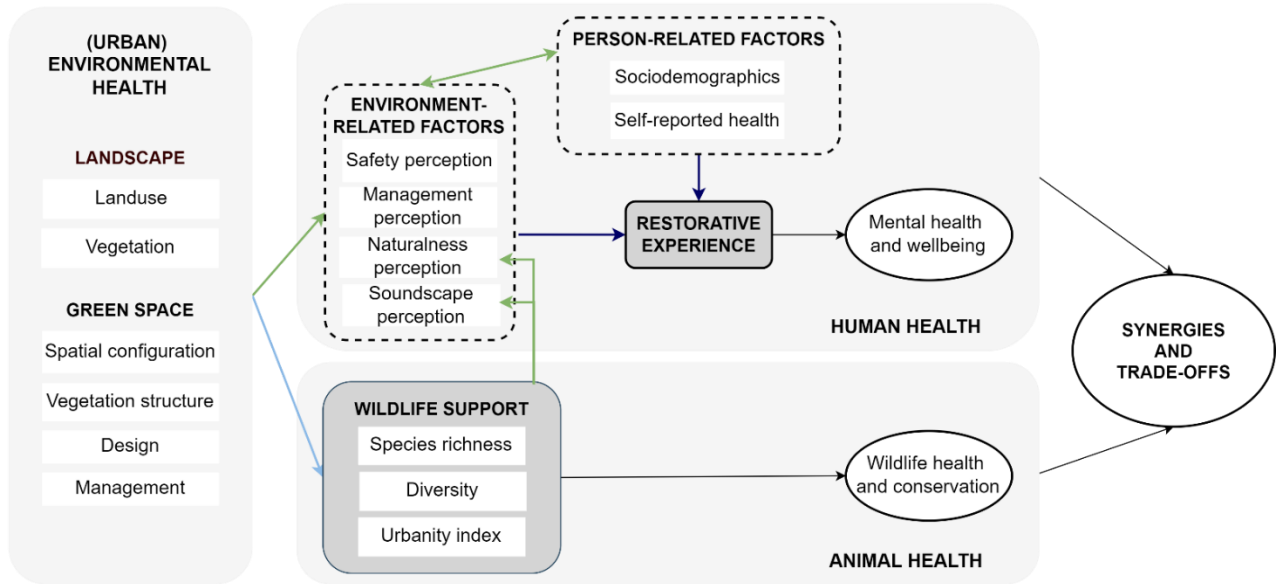 (URBAN)
ENVIRONMENTAL
HEALTH
LANDSCAPE
Landuse
Vegetation
GREEN SPACE
Spatial configuration
Vegetation structure
Design
Management
PERSON-RELATED FACTORS
Sociodemographics
Self-reported health
ENVIRONMENT-
RELATED FACTORS
Safety perception
Management
perception
Naturalness
perception
Soundscape
perception
RESTORATIVE
EXPERIENCE
Mental health
and wellbeing
HUMAN HEALTH
WILDLIFE SUPPORT
Species richness
Diversity
Urbanity index
Wildlife health
and conservation
ANIMAL HEALTH
SYNERGIES
AND
TRADE-OFFS